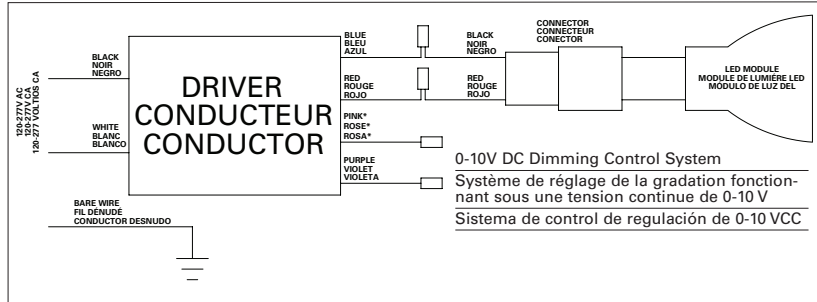 120-277V AC
120-277V CA
120-277 VOLTIOS CA
BLACK
NOIR
NEGRO
WHITE
BLANC
BLANCO
BARE WIRE
FIL DÉNUDÉ
CONDUCTOR DESNUDO
DRIVER
CONDUCTEUR
CONDUCTOR
BLUE
BLEU
AZUL
RED
ROUGE
ROJO
PINK*
ROSE*
ROSA*
PURPLE
VIOLET
VIOLETA
BLACK
NOIR
NEGRO
RED
ROUGE
ROJO
CONNECTOR
CONNECTEUR
CONECTOR
LED MODULE
MODULE DE LUMIÈRE LED
MÓDULO DE LUZ DEL
0-10V DC Dimming Control System
Système de réglage de la gradation fonction-
nant sous une tension continue de 0-10 V
Sistema de control de regulación de 0-10 VCC